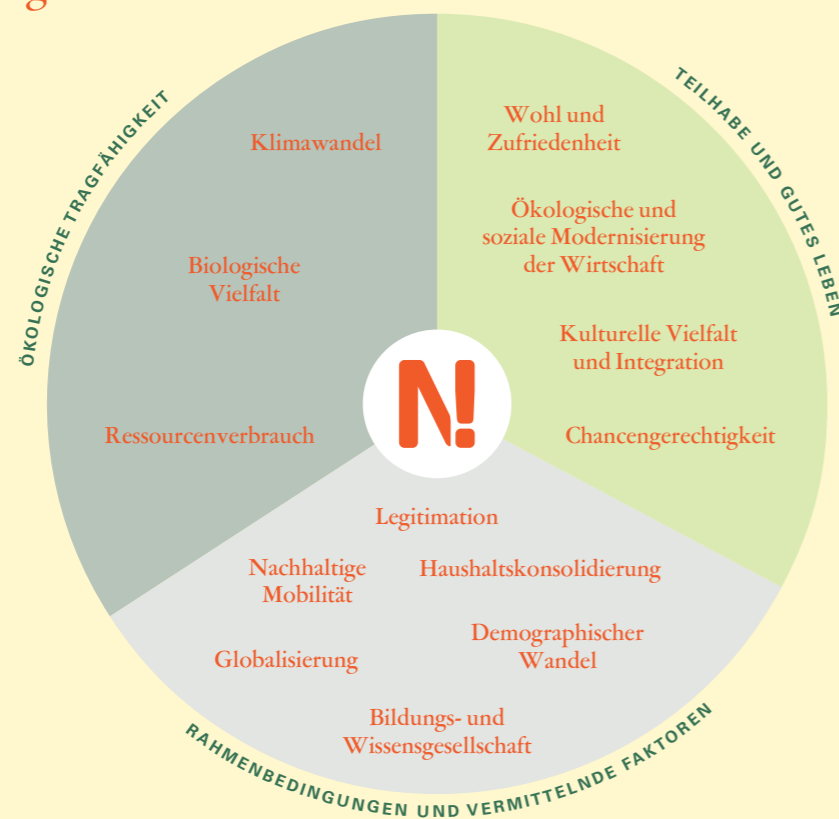 g
ÖKOLOGISCHE TRAGFÄHIGKEIT
Klimawandel
Biologische
Vielfalt
Ressourcenverbrauch
TEILHABE UND GUTES LEBEN
Wohl und
Zufriedenheit
Ökologische und
soziale Modernisierung
der Wirtschaft
Kulturelle Vielfalt
und Integration
Chancengerechtigkeit
N!
Legitimation
Nachhaltige
Mobilität
Haushaltskonsolidierung
Globalisierung
Demographischer
Wandel
Bildungs- und
Wissensgesellschaft
RAHMENBEDINGUNGEN UND VERMITTELNDE FAKTOREN